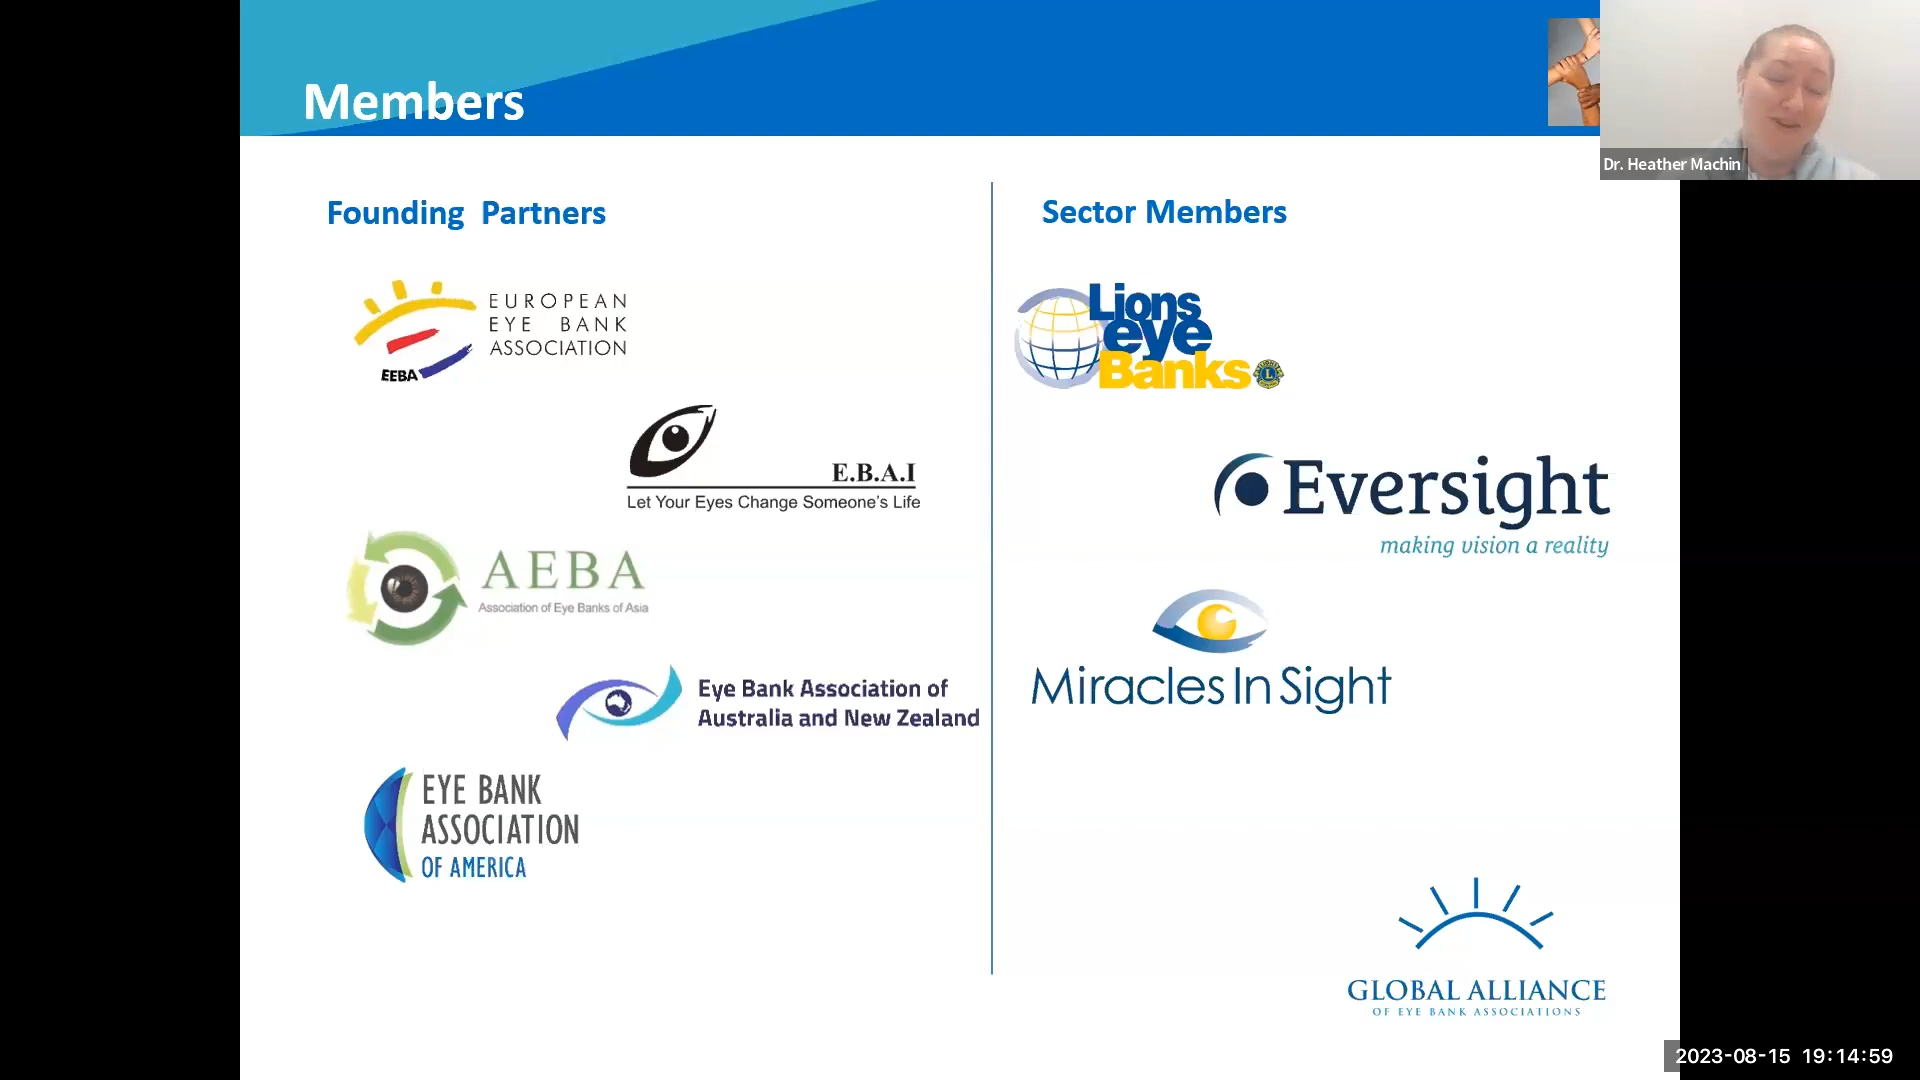 Members
Dr. Heather Machin
Founding Partners
EUROPEAN
EYE BANK
ASSOCIATION
EEBA
E.B.A.I
Let Your Eyes Change Someone's Life
AEBA
Association of Eye Banks of Asia
Eye Bank Association of
Australia and New Zealand
EYE BANK
ASSOCIATION
OF AMERICA
Sector Members
Lions
eye
Banks
L
Eversight
making vision a reality
Miracles In Sight
GLOBAL ALLIANCE
OF EYE BANK ASSOCIATIONS
2023-08-15 19:14:59